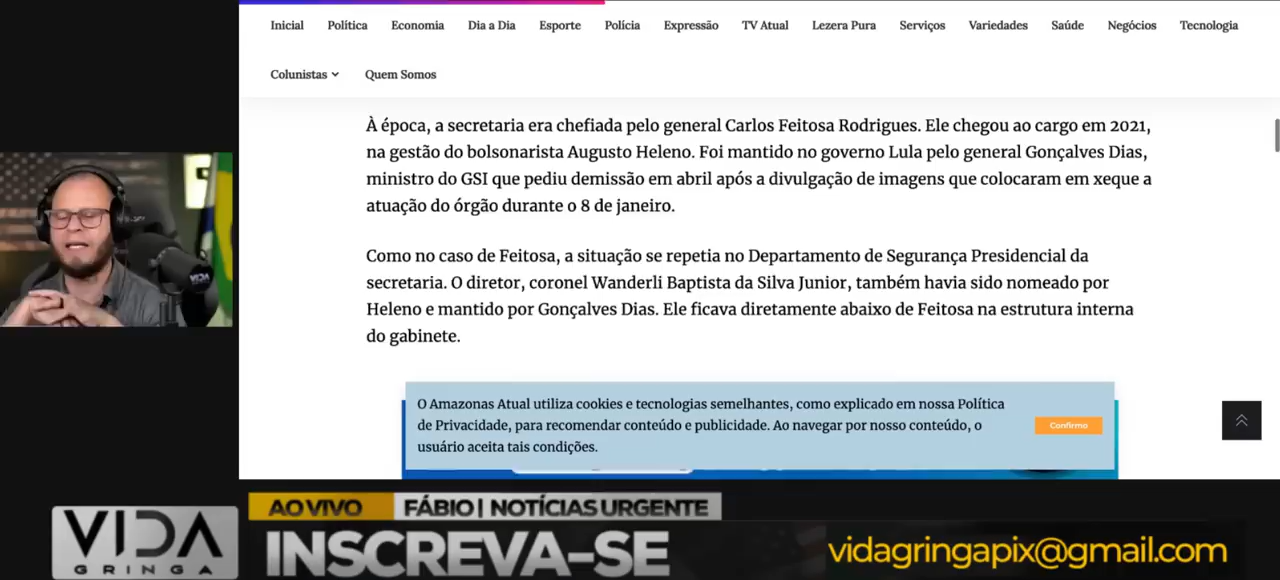 Inicial Política Economia Dia a Dia Esporte Polícia Expressão TV Atual Lezera Pura Serviços Variedades Saúde Negócios Tecnologia
Colunistas Quem Somos
À época, a secretaria era chefiada pelo general Carlos Feitosa Rodrigues. Ele chegou ao cargo em 2021,
na gestão do bolsonarista Augusto Heleno. Foi mantido no governo Lula pelo general Gonçalves Dias,
ministro do GSI que pediu demissão em abril após a divulgação de imagens que colocaram em xeque a
atuação do órgão durante o 8 de janeiro.
Como no caso de Feitosa, a situação se repetia no Departamento de Segurança Presidencial da
secretaria. O diretor, coronel Wanderli Baptista da Silva Junior, também havia sido nomeado por
Heleno e mantido por Gonçalves Dias. Ele ficava diretamente abaixo de Feitosa na estrutura interna
do gabinete.
O Amazonas Atual utiliza cookies e tecnologias semelhantes, como explicado em nossa Política
de Privacidade, para recomendar conteúdo e publicidade. Ao navegar por nosso conteúdo, o
usuário aceita tais condições.
Confirmo
VIDA
AO VIVO FÁBIO | NOTÍCIAS URGENTE
VIDA
GRINGA
INSCREVA-SE
vidagringapix@gmail.com